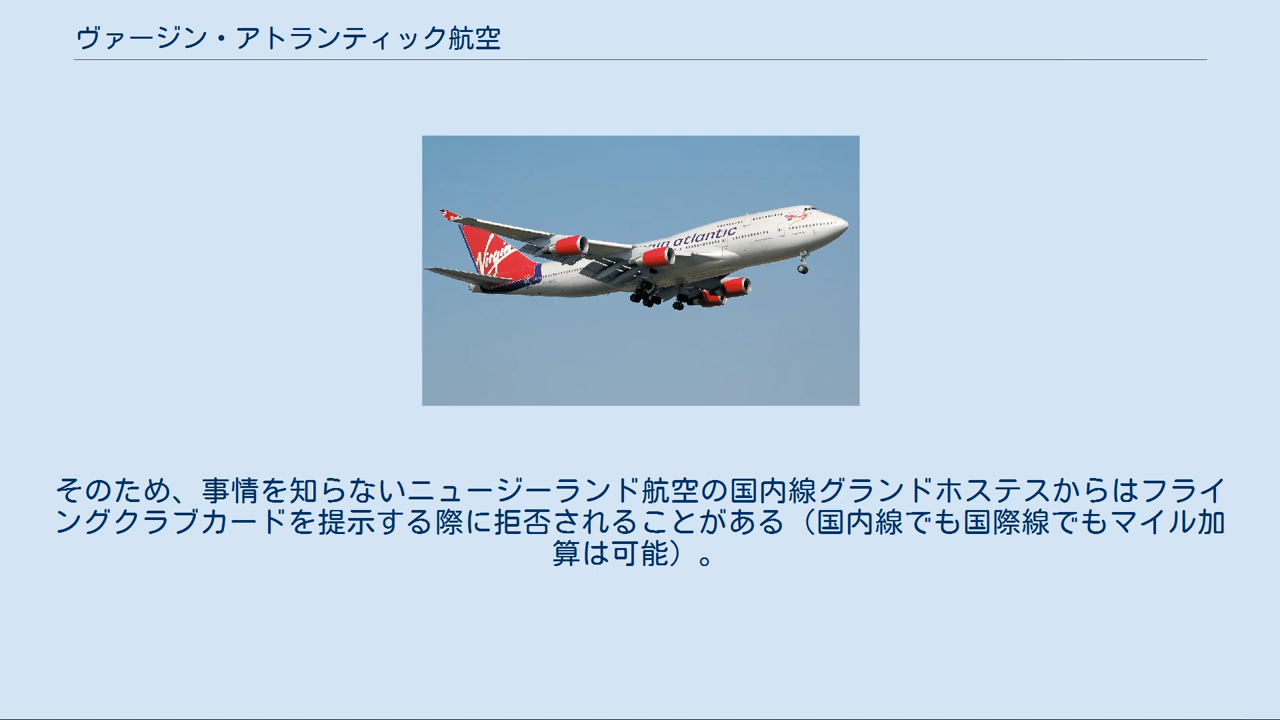 ヴァージン・アトランティック航空
Virgin
virgin atlantic
そのため、事情を知らないニュージーランド航空の国内線グランドホステスからはフライ
ングクラブカードを提示する際に拒否されることがある（国内線でも国際線でもマイル加
算は可能）。